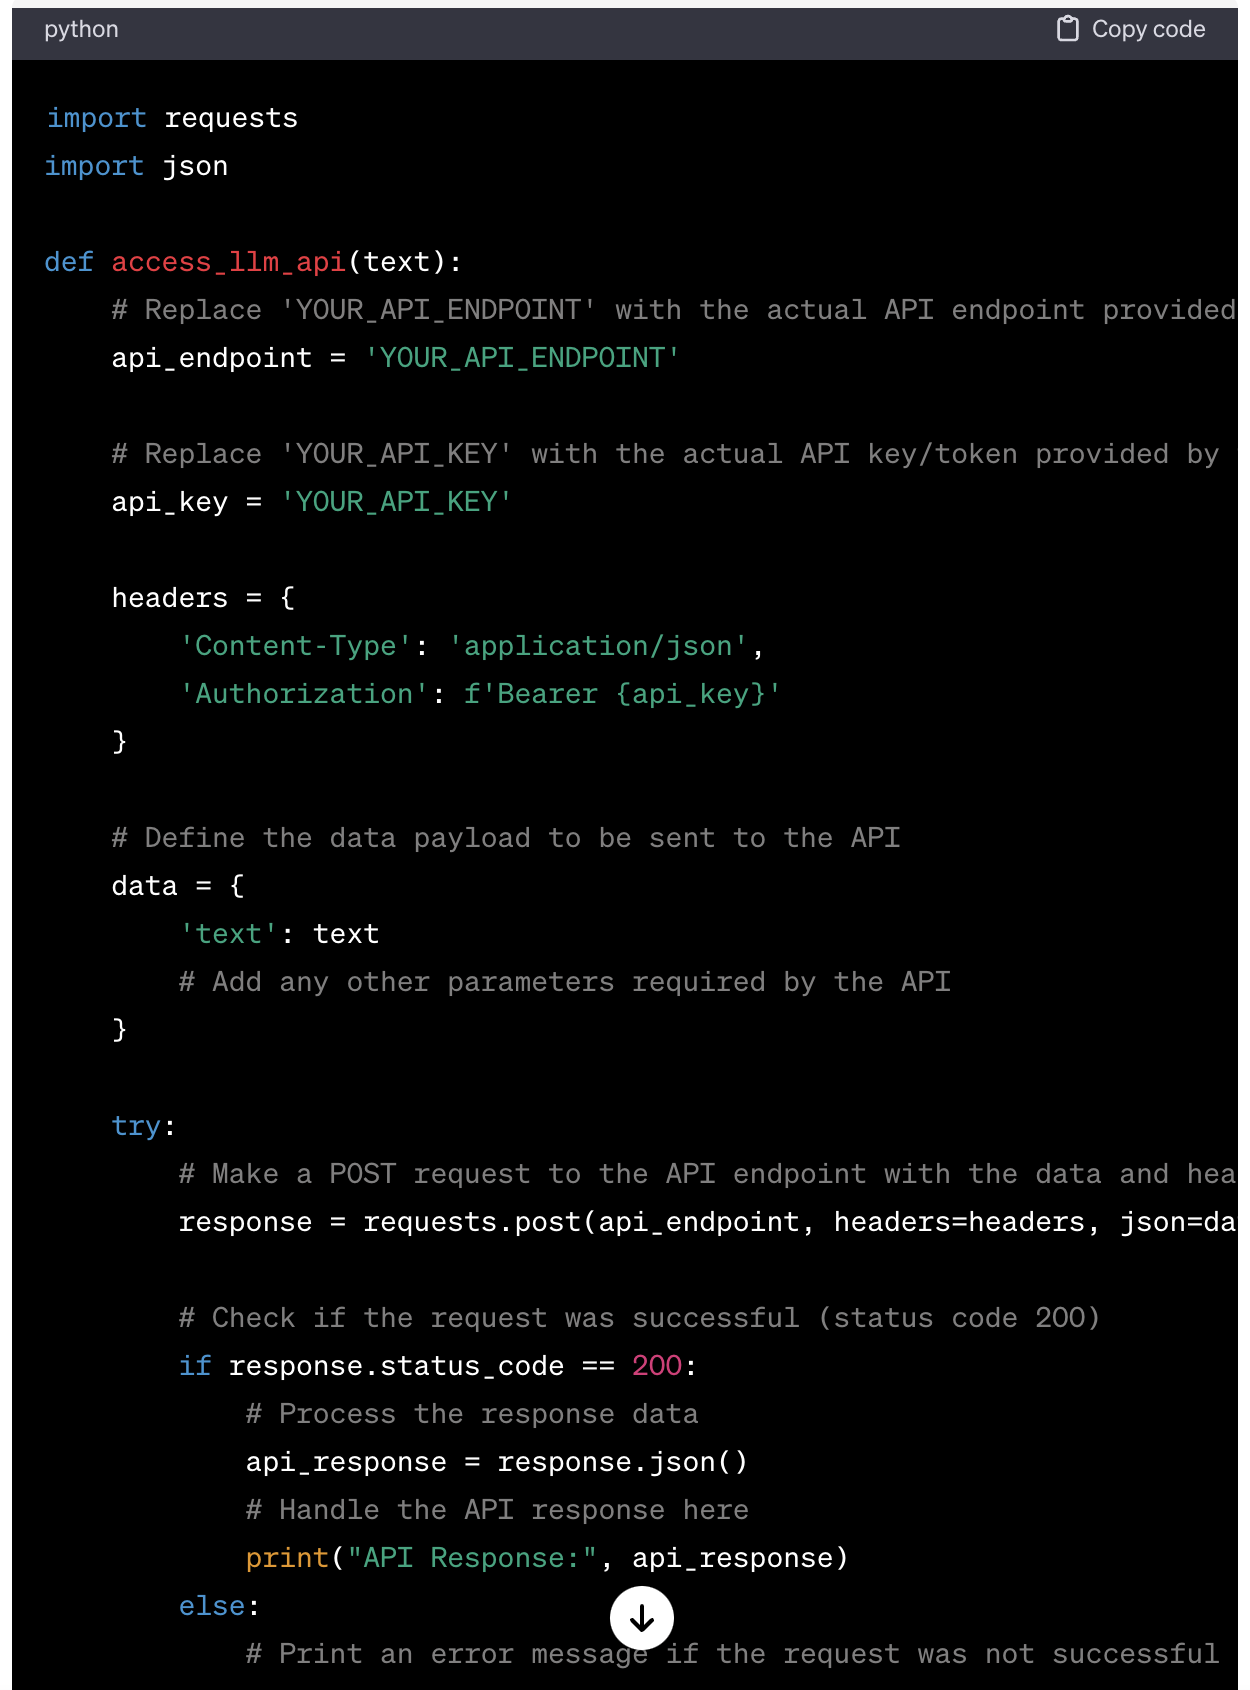 python
Copy code
import requests
import json
def access_llm_api(text):
    # Replace 'YOUR_API_ENDPOINT' with the actual API endpoint provided
    api_endpoint = 'YOUR_API_ENDPOINT'
    # Replace 'YOUR_API_KEY' with the actual API key/token provided by
    api_key = 'YOUR_API_KEY'
    headers = {
        'Content-Type': 'application/json',
        'Authorization': f'Bearer {api_key}'
    }
    # Define the data payload to be sent to the API
    data = {
        'text': text
        # Add any other parameters required by the API
    }
    try:
        # Make a POST request to the API endpoint with the data and hea
        response = requests.post(api_endpoint, headers=headers, json=da
        # Check if the request was successful (status code 200)
        if response.status_code == 200:
            # Process the response data
            api_response = response.json()
            # Handle the API response here
            print("API Response:", api_response)
        else:
            # Print an error message if the request was not successful